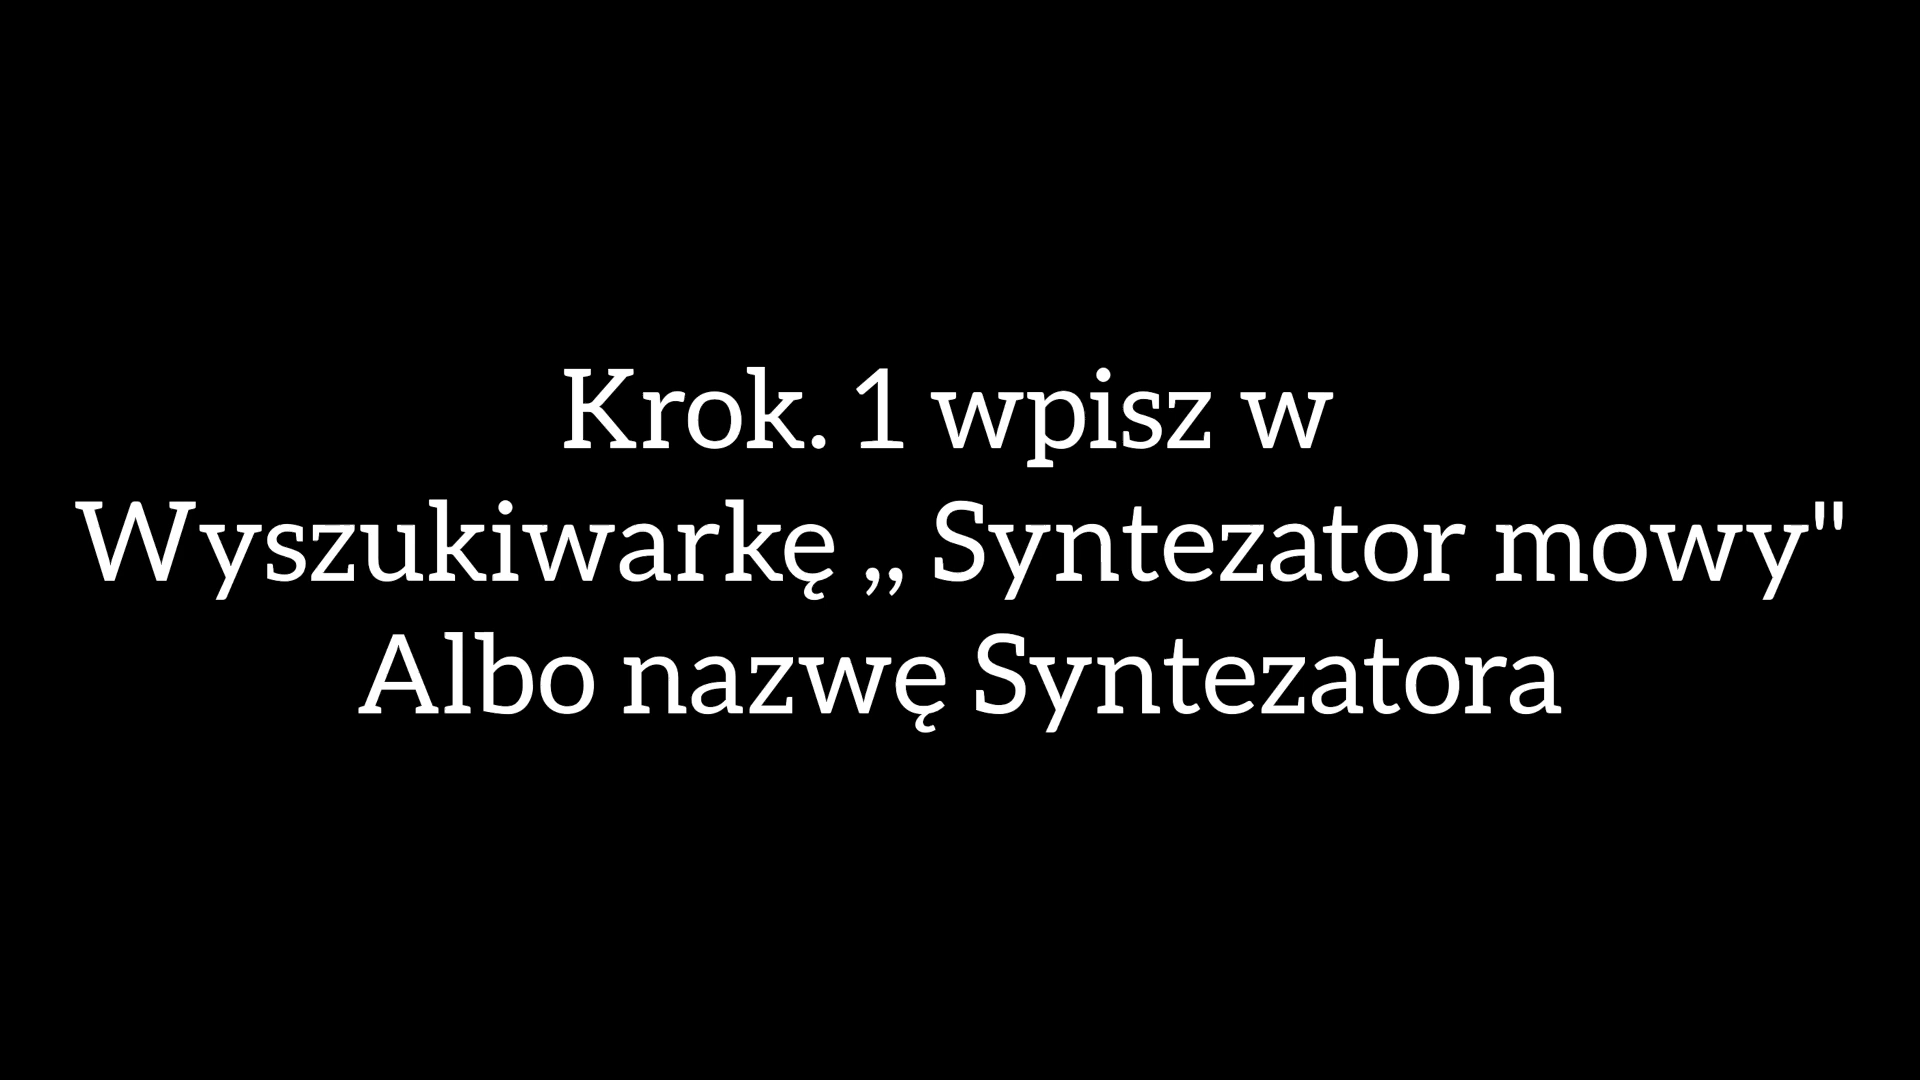 Krok. 1 wpisz w
Wyszukiwarkę ,, Syntezator mowy"
Albo nazwę Syntezatora